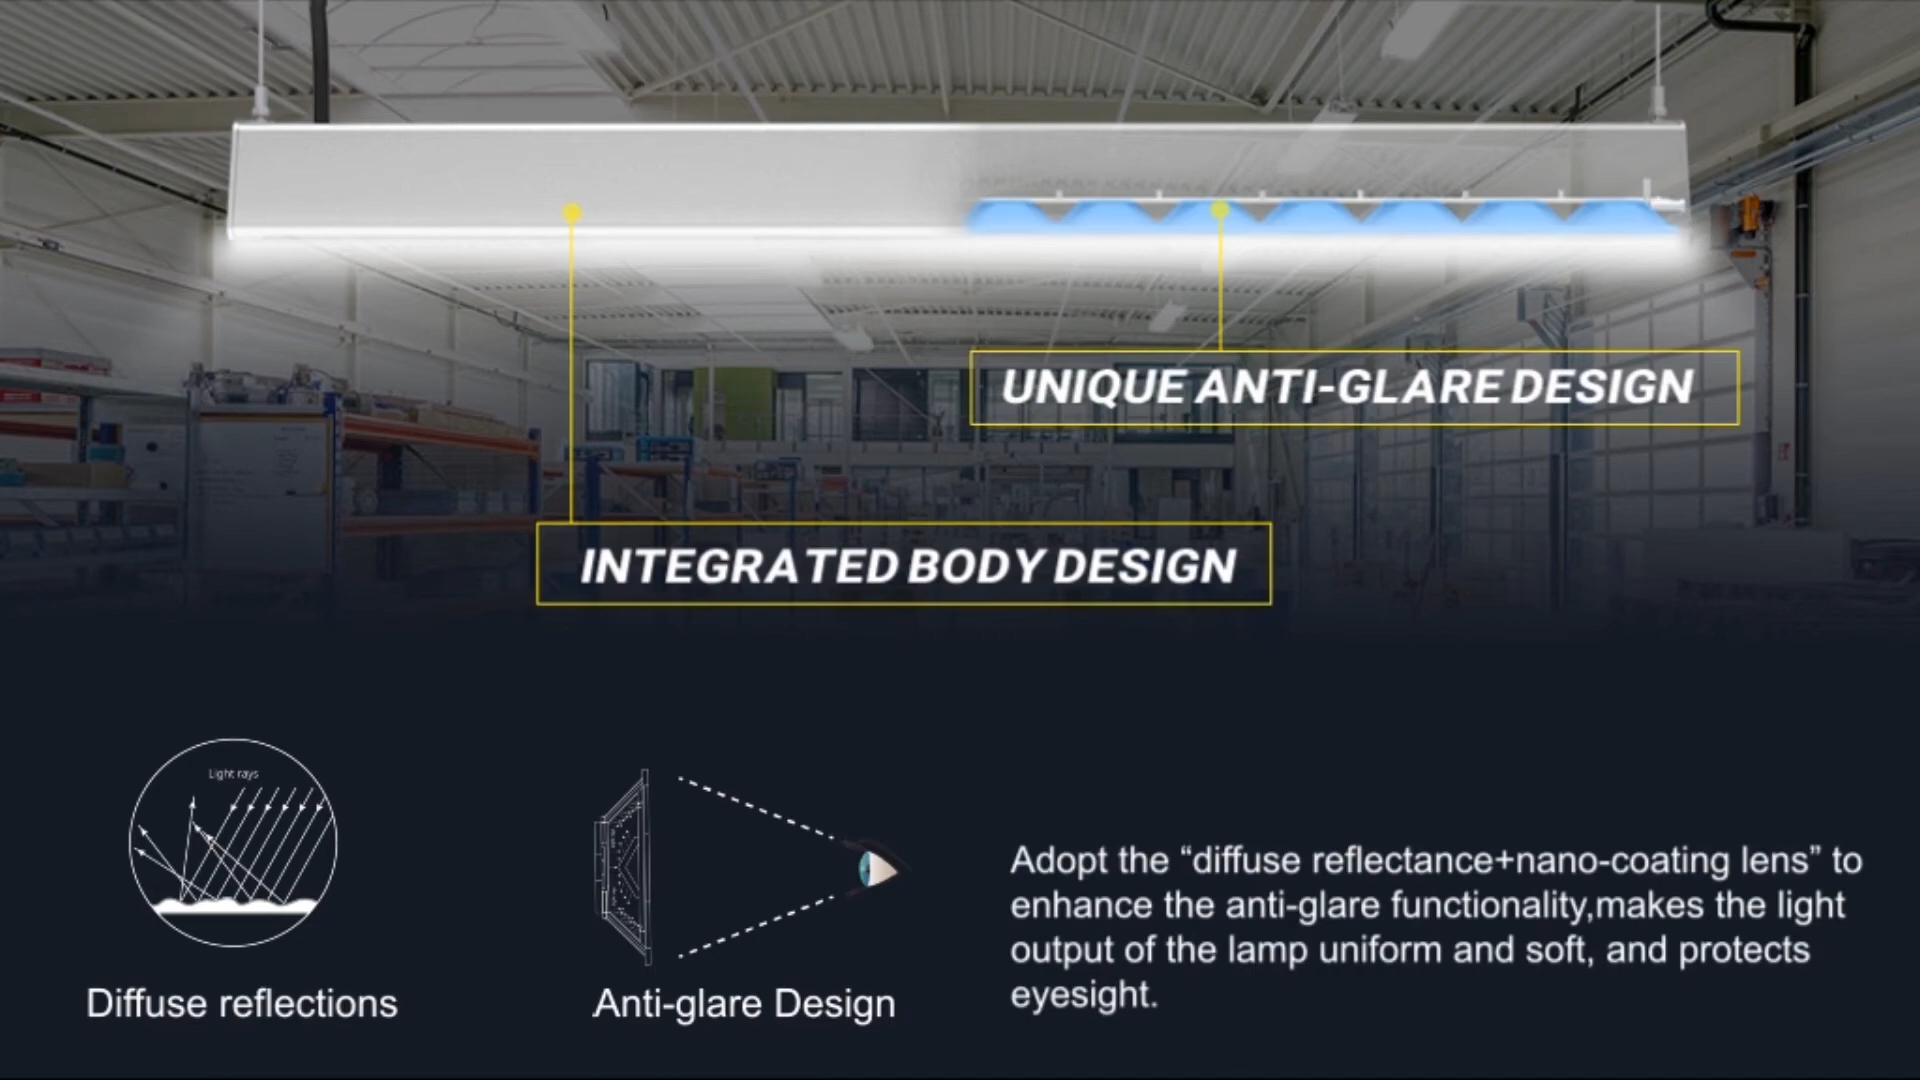 UNIQUE ANTI-GLARE DESIGN
INTEGRATED BODY DESIGN
Light rays
Diffuse reflections
Anti-glare Design
Adopt the “diffuse reflectance+nano-coating lens” to
enhance the anti-glare functionality,makes the light
output of the lamp uniform and soft, and protects
eyesight.